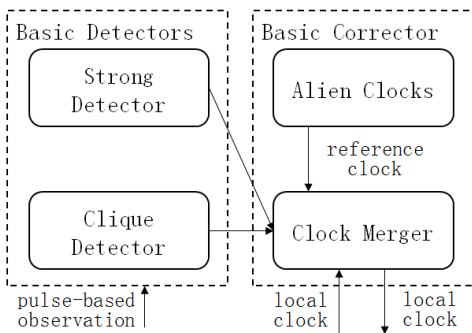 Basic Detectors
Strong
Detector
Clique
Detector
pulse-based
observation
Basic Corrector
Alien Clocks
reference
clock
Clock Merger
local
clock
local
clock